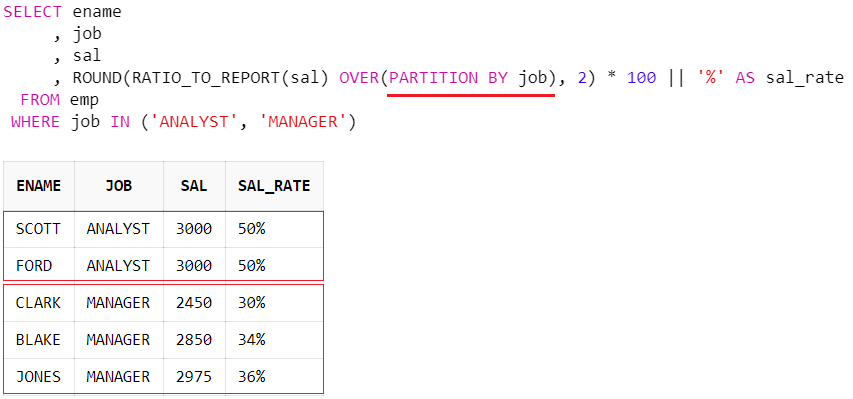 SELECT ename
, job
, sal
, ROUND(RATIO_TO_REPORT(sal) OVER(PARTITION BY job), 2) * 100 || '%' AS sal_rate
FROM emp
WHERE job IN ('ANALYST', 'MANAGER')
ENAME JOB SAL SAL_RATE
SCOTT ANALYST 3000 50%
FORD ANALYST 3000 50%
CLARK MANAGER 2450 30%
BLAKE MANAGER 2850 34%
JONES MANAGER 2975 36%